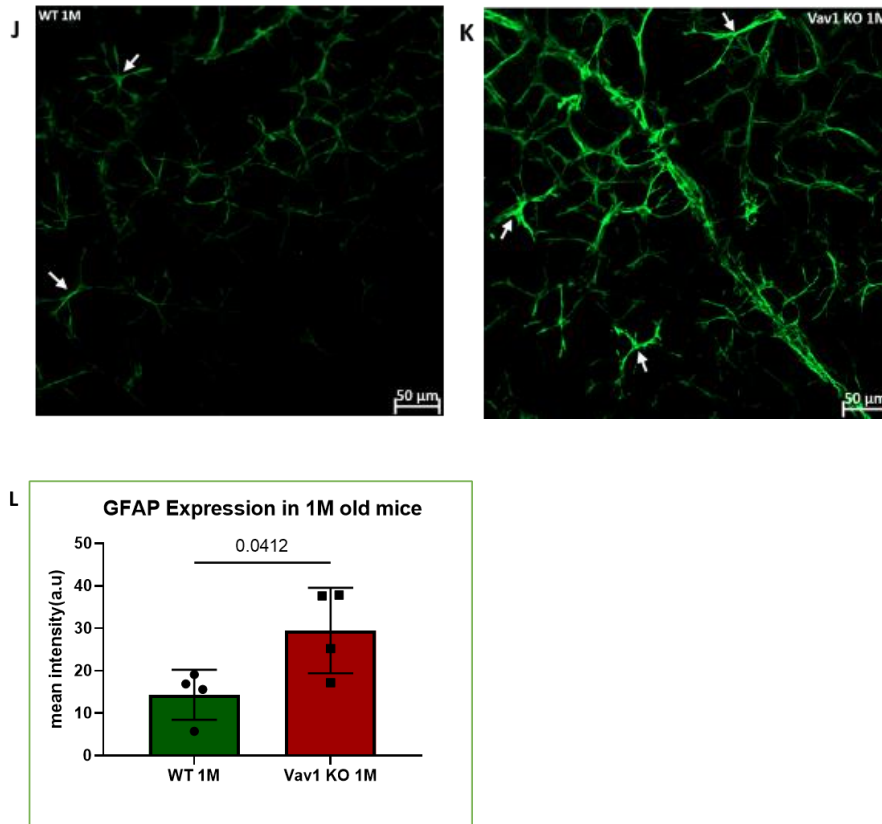 J
WT 1M
50 µm
K
Vav1 KO 1M
50 µm
L
GFAP Expression in 1M old mice
mean intensity(a.u)
50
40
30
20
10
0
0.0412
WT 1M
Vav1 KO 1M